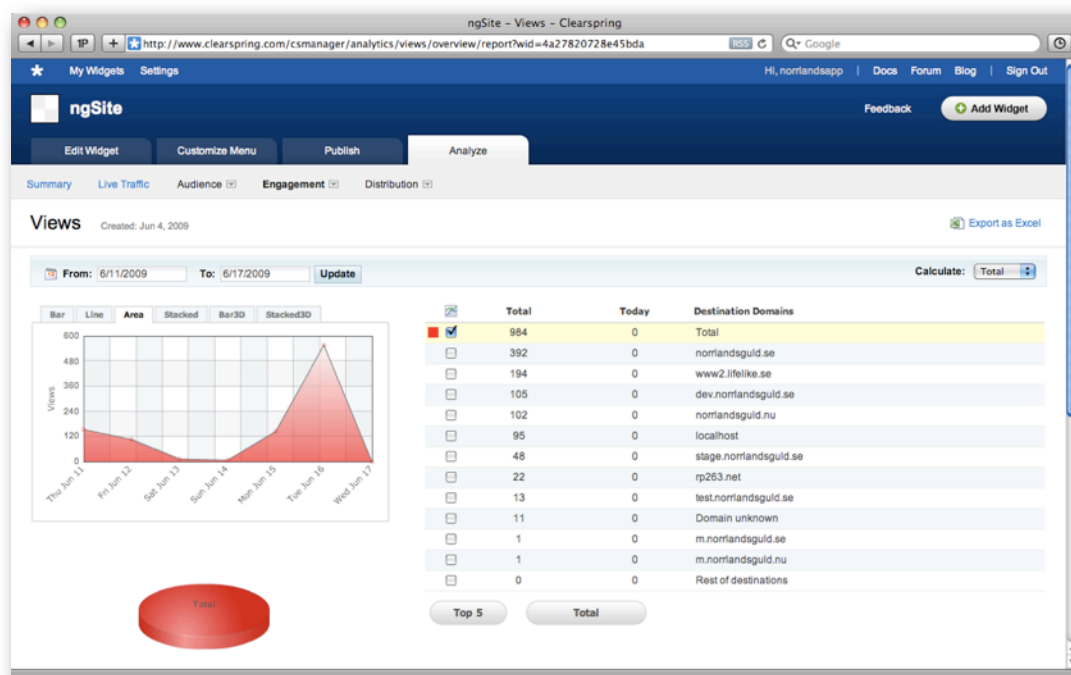 ngSite – Views – Clearspring
1P + http://www.clearspring.com/csmanager/analytics/views/overview/report?wid=4a27820728e45bda RSS Google
My Widgets Settings Hi, norrlandsapp | Docs Forum Blog | Sign Out
ngSite Feedback Add Widget
Edit Widget Customize Menu Publish Analyze
Summary Live Traffic Audience Engagement Distribution
Views Created: Jun 4, 2009 Export as Excel
From: 6/11/2009 To: 6/17/2009 Update Calculate: Total
Bar Line Area Stacked Bar3D Stacked3D
600
480
360
240
120
0
Views
Thu Jun 11 Fri Jun 12 Sat Jun 13 Sun Jun 14 Mon Jun 15 Tue Jun 16 Wed Jun 17
Total
Total Today Destination Domains
984 0 Total
392 0 norrlandsguld.se
194 0 www2.lifelike.se
105 0 dev.norrlandsguld.se
102 0 norrlandsguld.nu
95 0 localhost
48 0 stage.norrlandsguld.se
22 0 rp263.net
13 0 test.norrlandsguld.se
11 0 Domain unknown
1 0 m.norrlandsguld.se
1 0 m.norrlandsguld.nu
0 0 Rest of destinations
Top 5 Total